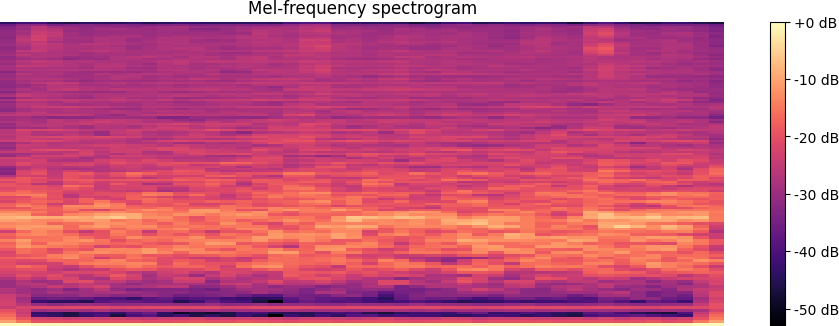 Mel-frequency spectrogram
+0 dB
-10 dB
-20 dB
-30 dB
-40 dB
-50 dB